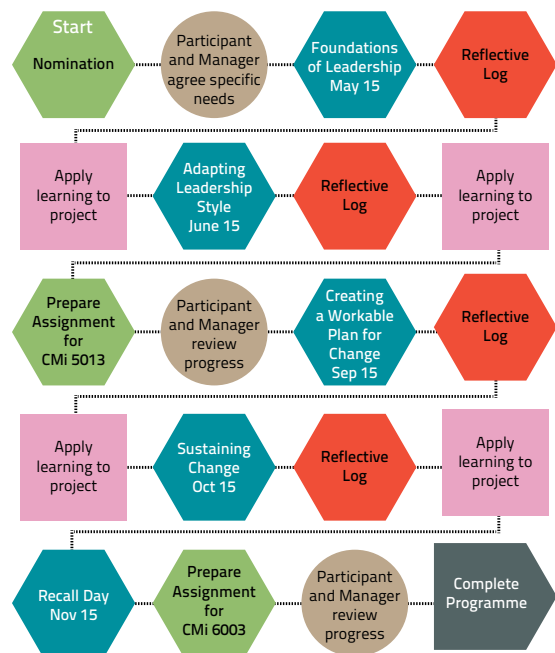 Start
Nomination
Participant
and Manager
agree specific
needs
Foundations
of Leadership
May 15
Reflective
Log
Apply
learning to
project
Adapting
Leadership
Style
June 15
Reflective
Log
Apply
learning to
project
Prepare
Assignment
for
CMi 5013
Participant
and Manager
review
progress
Creating
a Workable
Plan for
Change
Sep 15
Reflective
Log
Apply
learning to
project
Sustaining
Change
Oct 15
Reflective
Log
Apply
learning to
project
Recall Day
Nov 15
Prepare
Assignment
for
CMi 6003
Participant
and Manager
review
progress
Complete
Programme